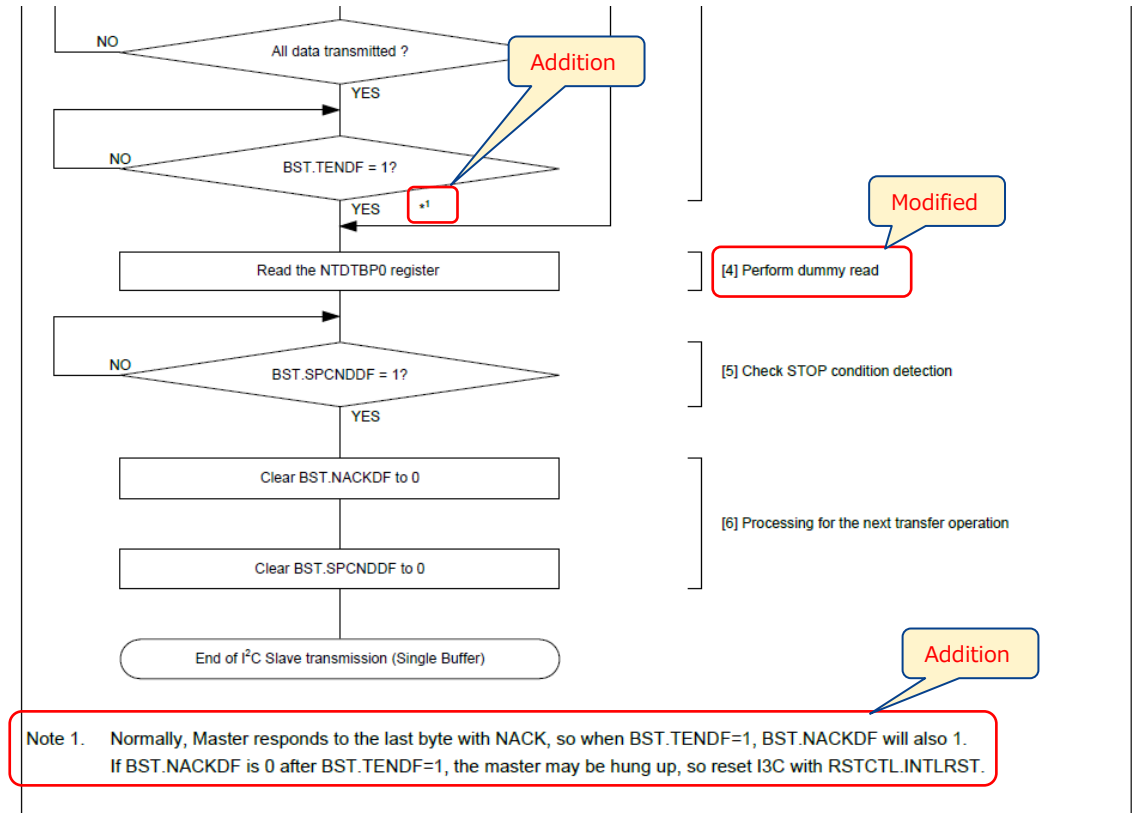 NO
All data transmitted ?
Addition
YES
NO
BST.TENDF = 1?
YES
*1
Modified
Read the NTDTBP0 register
[4] Perform dummy read
NO
BST.SPCNDDF = 1?
[5] Check STOP condition detection
YES
Clear BST.NACKDF to 0
[6] Processing for the next transfer operation
Clear BST.SPCNDDF to 0
End of I2C Slave transmission (Single Buffer)
Addition
Note 1. Normally, Master responds to the last byte with NACK, so when BST.TENDF=1, BST.NACKDF will also 1.
If BST.NACKDF is 0 after BST.TENDF=1, the master may be hung up, so reset I3C with RSTCTL.INTLRST.